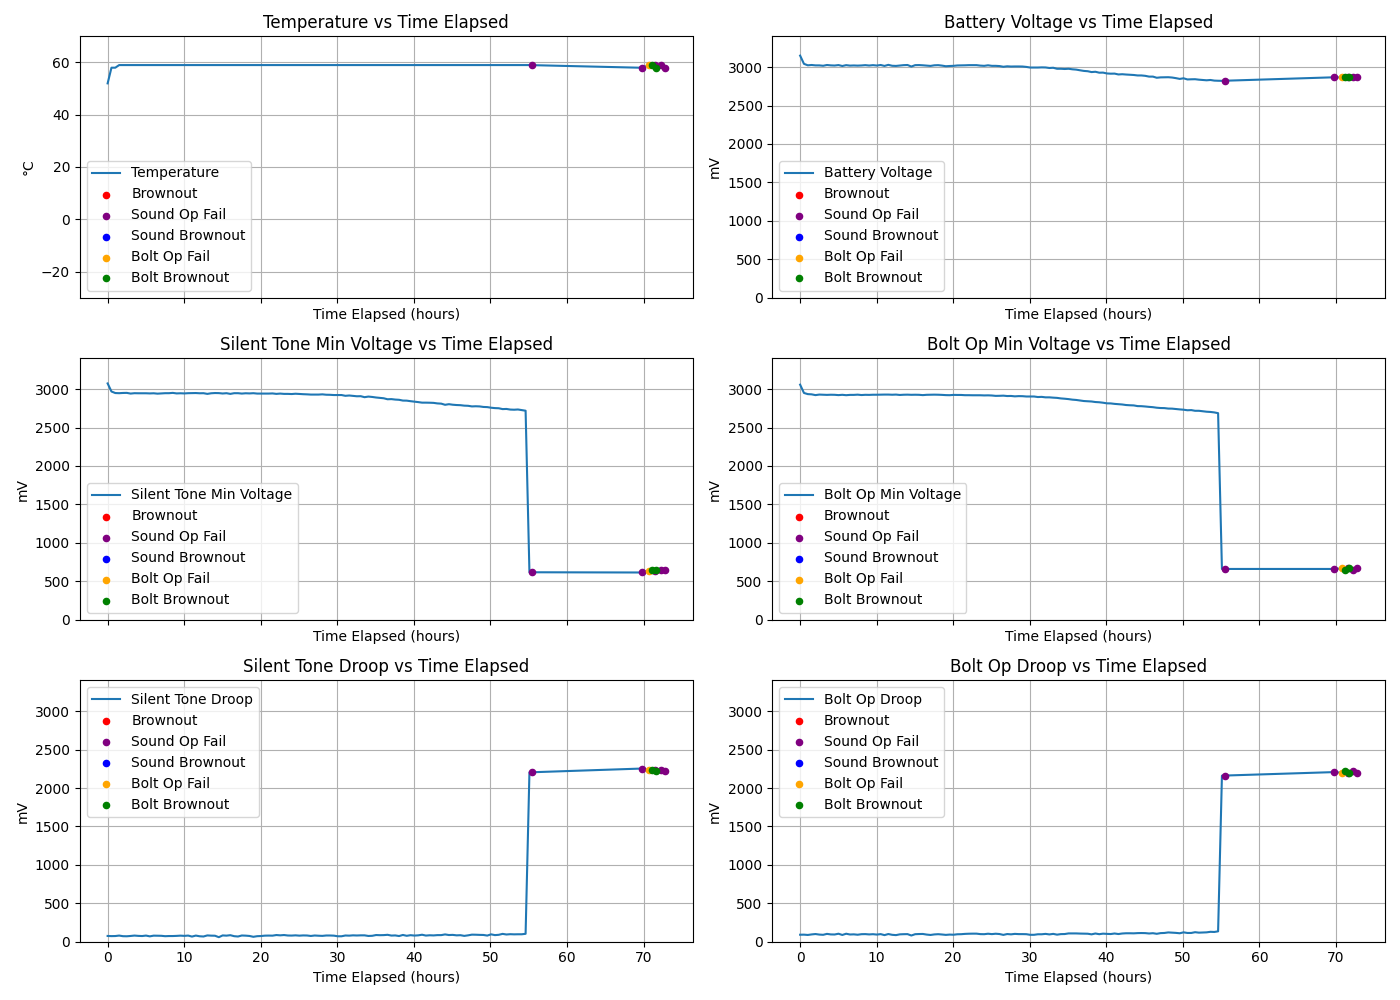 Temperature vs Time Elapsed
60
40
20
0
−20
°C
Temperature
Brownout
Sound Op Fail
Sound Brownout
Bolt Op Fail
Bolt Brownout
Time Elapsed (hours)
Battery Voltage vs Time Elapsed
3000
2500
2000
1500
1000
500
0
mV
Battery Voltage
Brownout
Sound Op Fail
Sound Brownout
Bolt Op Fail
Bolt Brownout
Time Elapsed (hours)
Silent Tone Min Voltage vs Time Elapsed
3000
2500
2000
1500
1000
500
0
mV
Silent Tone Min Voltage
Brownout
Sound Op Fail
Sound Brownout
Bolt Op Fail
Bolt Brownout
Time Elapsed (hours)
Bolt Op Min Voltage vs Time Elapsed
3000
2500
2000
1500
1000
500
0
mV
Bolt Op Min Voltage
Brownout
Sound Op Fail
Sound Brownout
Bolt Op Fail
Bolt Brownout
Time Elapsed (hours)
Silent Tone Droop vs Time Elapsed
3000
2500
2000
1500
1000
500
0
mV
Silent Tone Droop
Brownout
Sound Op Fail
Sound Brownout
Bolt Op Fail
Bolt Brownout
0 10 20 30 40 50 60 70
Time Elapsed (hours)
Bolt Op Droop vs Time Elapsed
3000
2500
2000
1500
1000
500
0
mV
Bolt Op Droop
Brownout
Sound Op Fail
Sound Brownout
Bolt Op Fail
Bolt Brownout
0 10 20 30 40 50 60 70
Time Elapsed (hours)